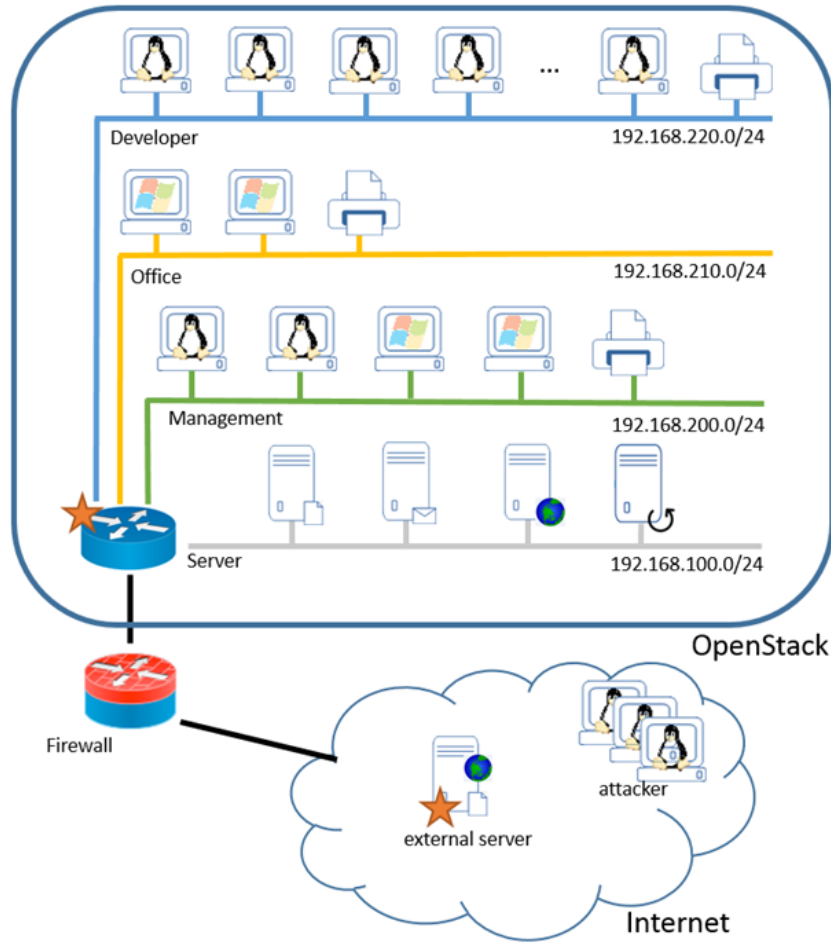 ...
Developer
192.168.220.0/24
Office
192.168.210.0/24
Management
192.168.200.0/24
Server
192.168.100.0/24
OpenStack
Firewall
attacker
external server
Internet